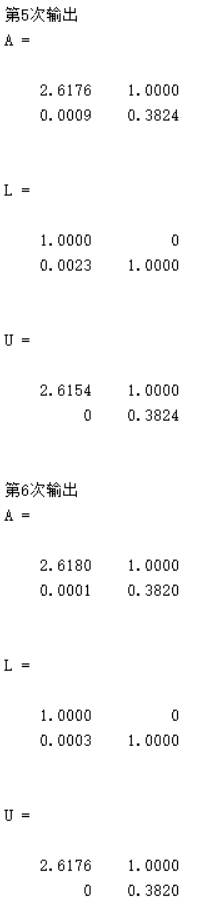 第5次输出
A =
2.6176 1.0000
0.0009 0.3824
L =
1.0000 0
0.0023 1.0000
U =
2.6154 1.0000
0 0.3824
第6次输出
A =
2.6180 1.0000
0.0001 0.3820
L =
1.0000 0
0.0003 1.0000
U =
2.6176 1.0000
0 0.3820